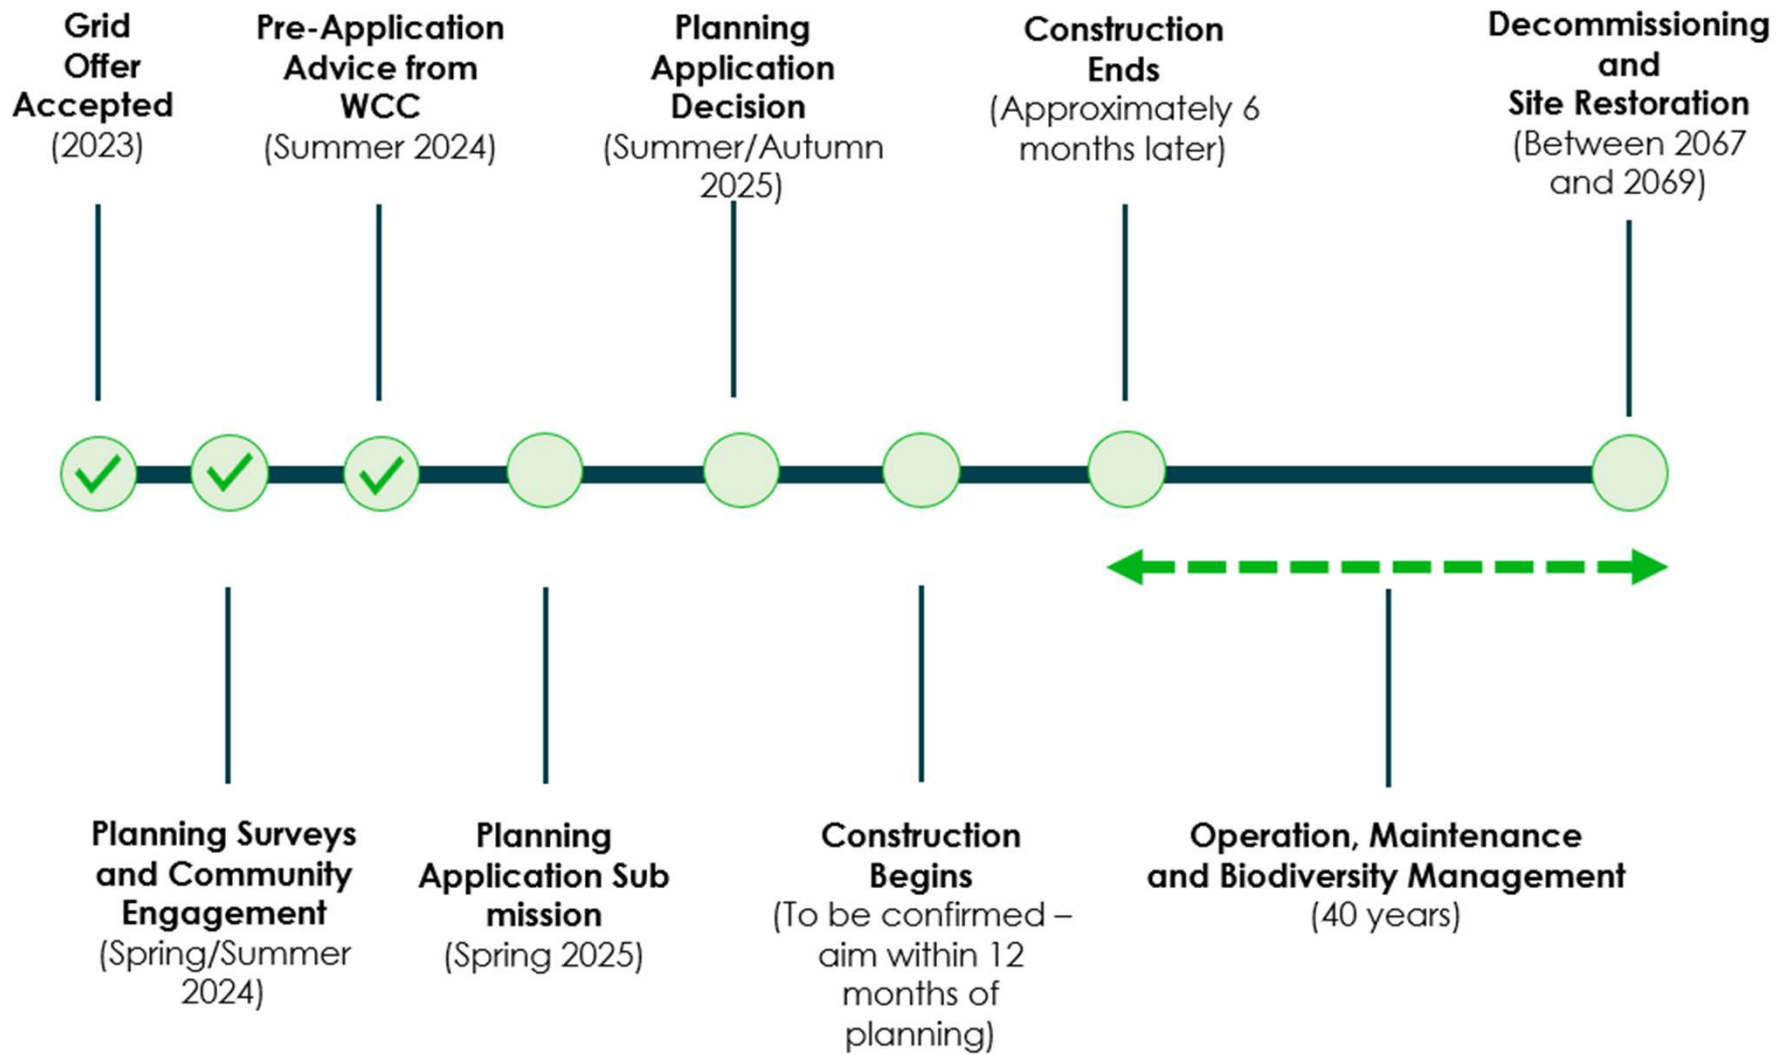 Grid
Offer
Accepted
(2023)
Pre-Application
Advice from
WCC
(Summer 2024)
Planning
Application
Decision
(Summer/Autumn
2025)
Construction
Ends
(Approximately 6
months later)
Decommissioning
and
Site Restoration
(Between 2067
and 2069)
Planning Surveys
and Community
Engagement
(Spring/Summer
2024)
Planning
Application Sub
mission
(Spring 2025)
Construction
Begins
(To be confirmed –
aim within 12
months of
planning)
Operation, Maintenance
and Biodiversity Management
(40 years)